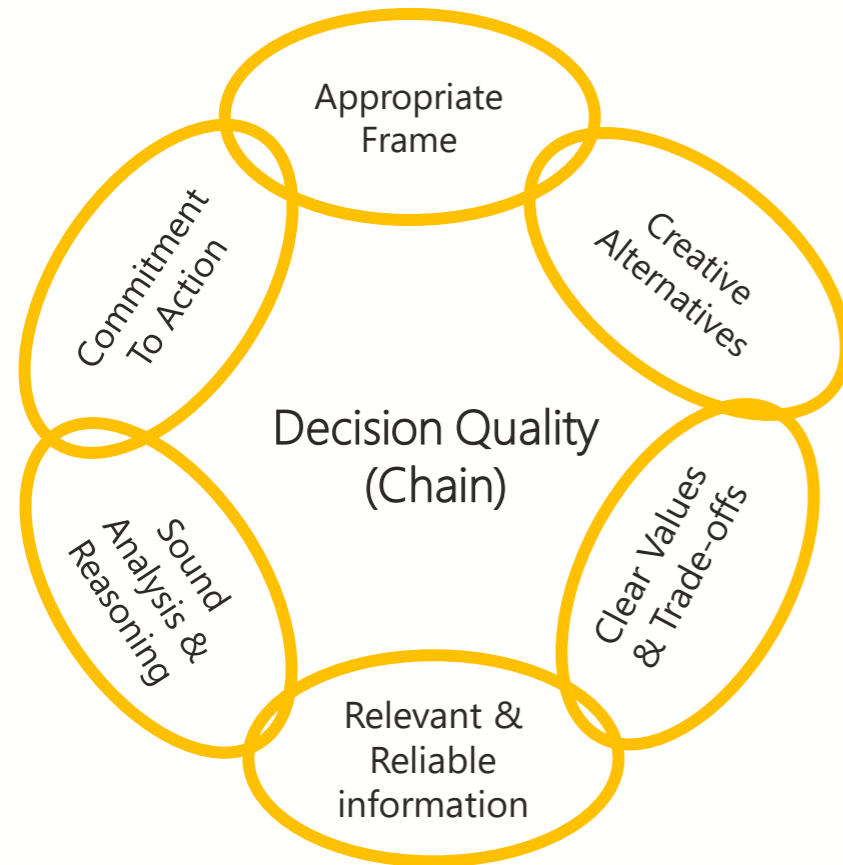 Appropriate
Frame
Creative
Alternatives
Clear Values
& Trade-offs
Relevant &
Reliable
information
Sound
Analysis &
Reasoning
Commitment
To Action
Decision Quality
(Chain)